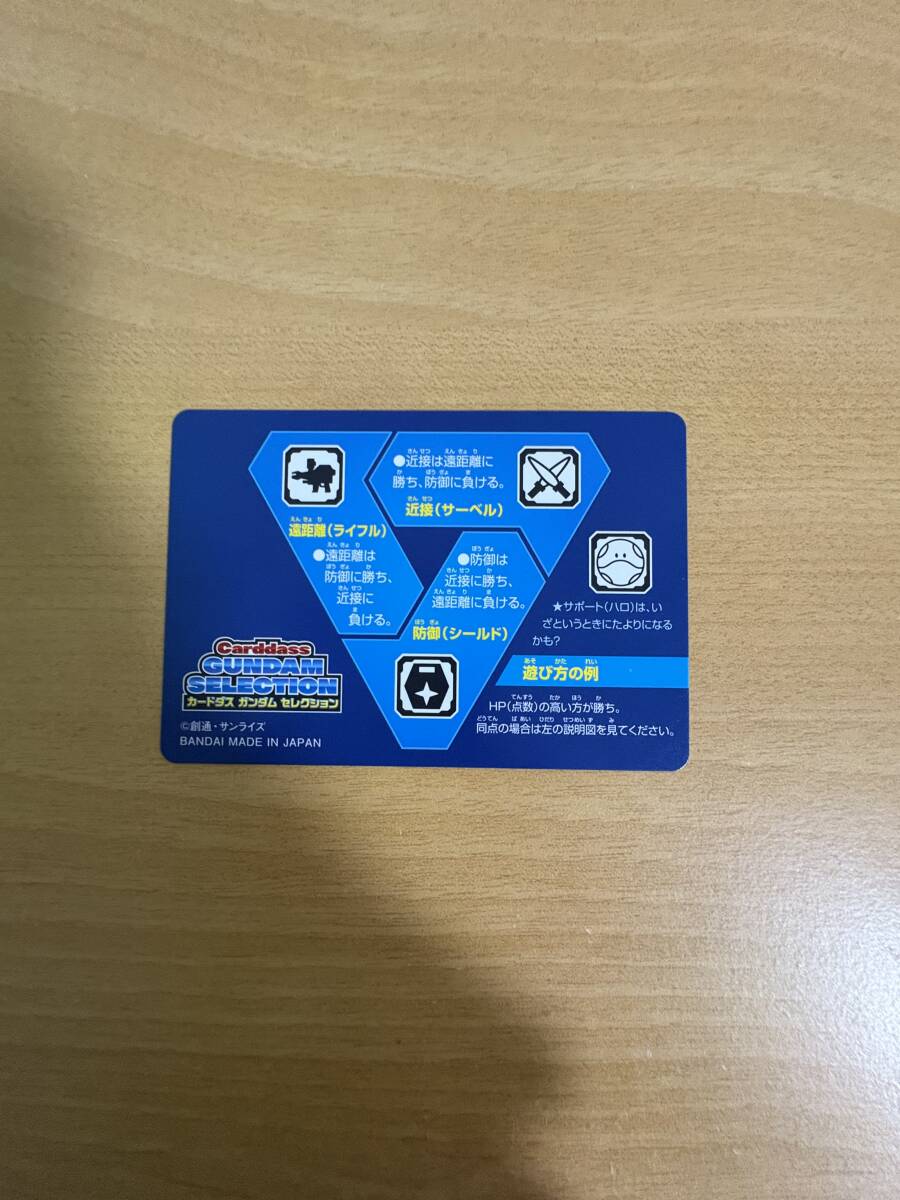 ●近接は遠距離に
勝ち、防御に負ける。
近接(サーベル)
遠距離(ライフル)
●遠距離は
防御に勝ち、
近接に
負ける。
●防御は
近接に勝ち、
遠距離に負ける。
防御(シールド)
★サポート(ハロ)は、い
ざというときにたよりになる
かも?
遊び方の例
HP(点数)の高い方が勝ち。
同点の場合は左の説明図を見てください。
Carddass
GUNDAM
SELECTION
カードダス ガンダム セレクション
©創通・サンライズ
BANDAI MADE IN JAPAN